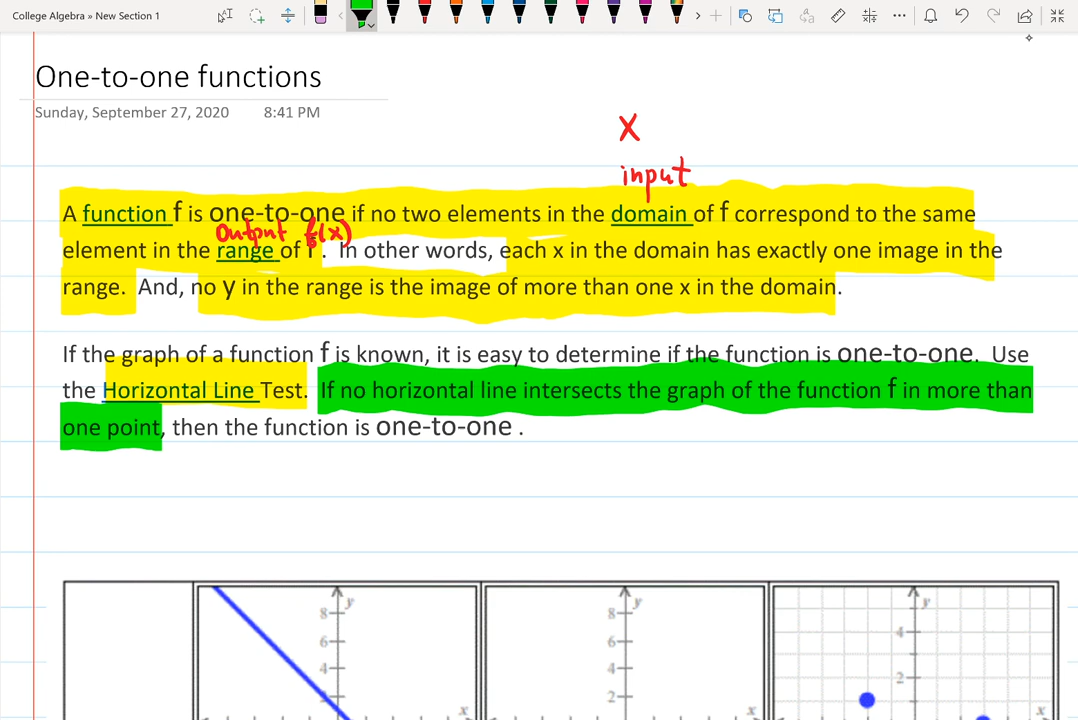 College Algebra » New Section 1
One-to-one functions
Sunday, September 27, 2020 8:41 PM
X
input
A function f is one-to-one if no two elements in the domain of f correspond to the same
Output f(x)
element in the range of f . In other words, each x in the domain has exactly one image in the
range. And, no y in the range is the image of more than one x in the domain.
If the graph of a function f is known, it is easy to determine if the function is one-to-one. Use
the Horizontal Line Test. If no horizontal line intersects the graph of the function f in more than
one point, then the function is one-to-one .
y y y
8 8
6 6 4
4 4
2 2 2
x x x